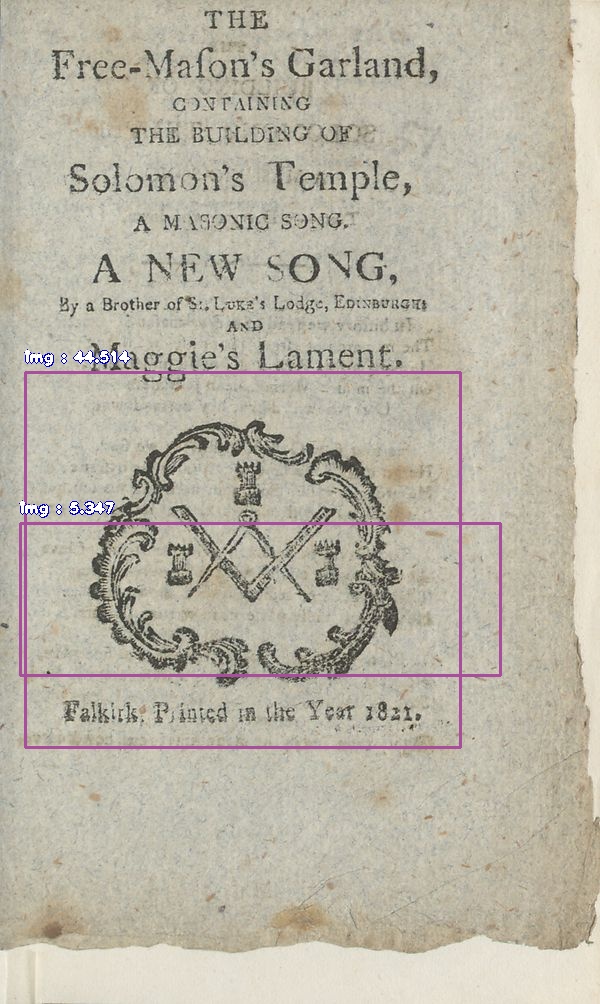 THE
Free-Maſon's Garland,
CONTAINING
THE BUILDING OF
Solomon's Temple,
A MASONIC SONG.
A NEW SONG,
By a Brother of St. LUKE's Lodge, EDINBURGH;
AND
Maggie's Lament.
img : 44.514
img : 5.347
Falkirk, Printed in the Year 1821.